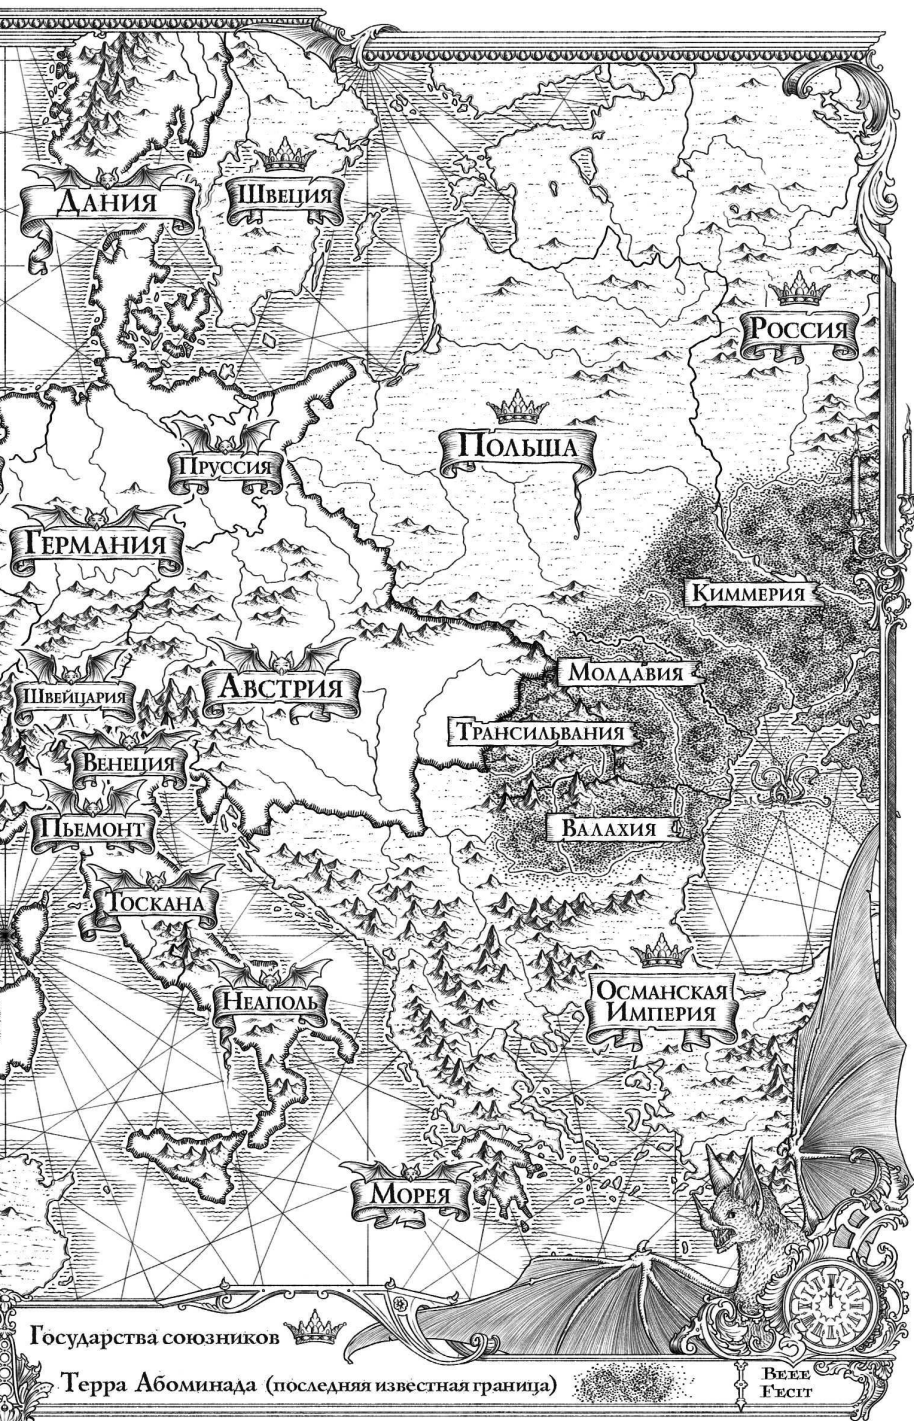 Дания
Швеция
Россия
Польша
Пруссия
Германия
Киммерия
Молдавия
Швейцария
Австрия
Трансильвания
Венеция
Пьемонт
Валахия
Тоскана
Неаполь
Османская
Империя
Морея
Государства союзников
Терра Абоминада (последняя известная граница)
Beee
Fecit